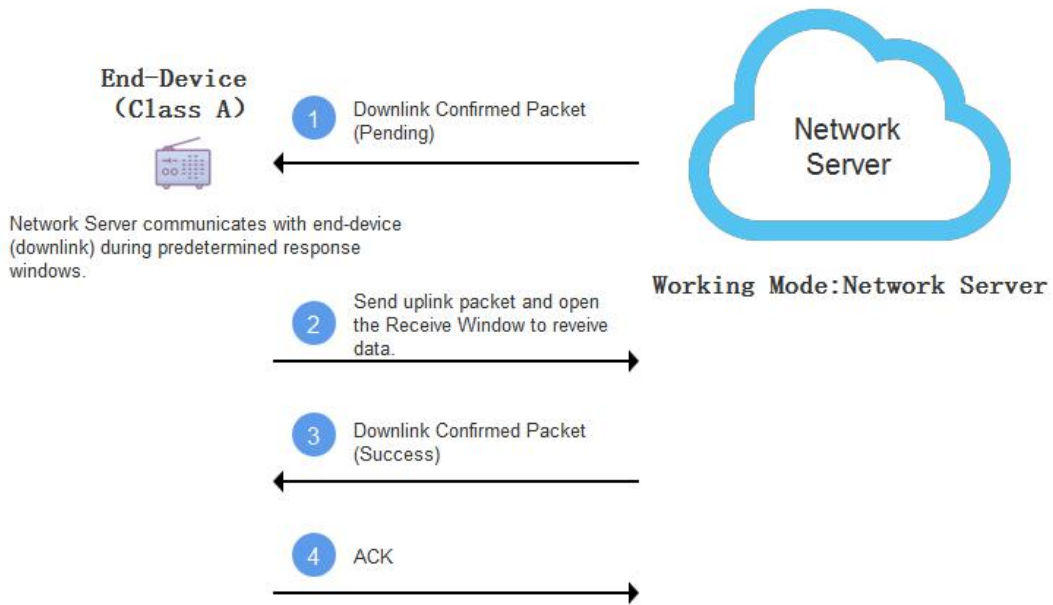 End-Device
(Class A)
1
Downlink Confirmed Packet
(Pending)
Network
Server
Network Server communicates with end-device
(downlink) during predetermined response
windows.
Working Mode:Network Server
2
Send uplink packet and open
the Receive Window to reveive
data.
3
Downlink Confirmed Packet
(Success)
4
ACK